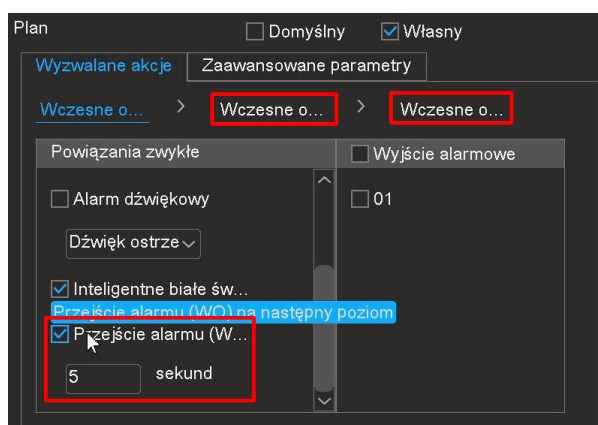 Plan
Domyślny
Własny
Wyzwalane akcje
Zaawansowane parametry
Wczesne o... > Wczesne o... > Wczesne o...
Powiązania zwykłe
Wyjście alarmowe
Alarm dźwiękowy
01
Dźwięk ostrze
Inteligentne białe św...
Przejście alarmu (WO) na następny poziom
Przejście alarmu (W...
5 sekund